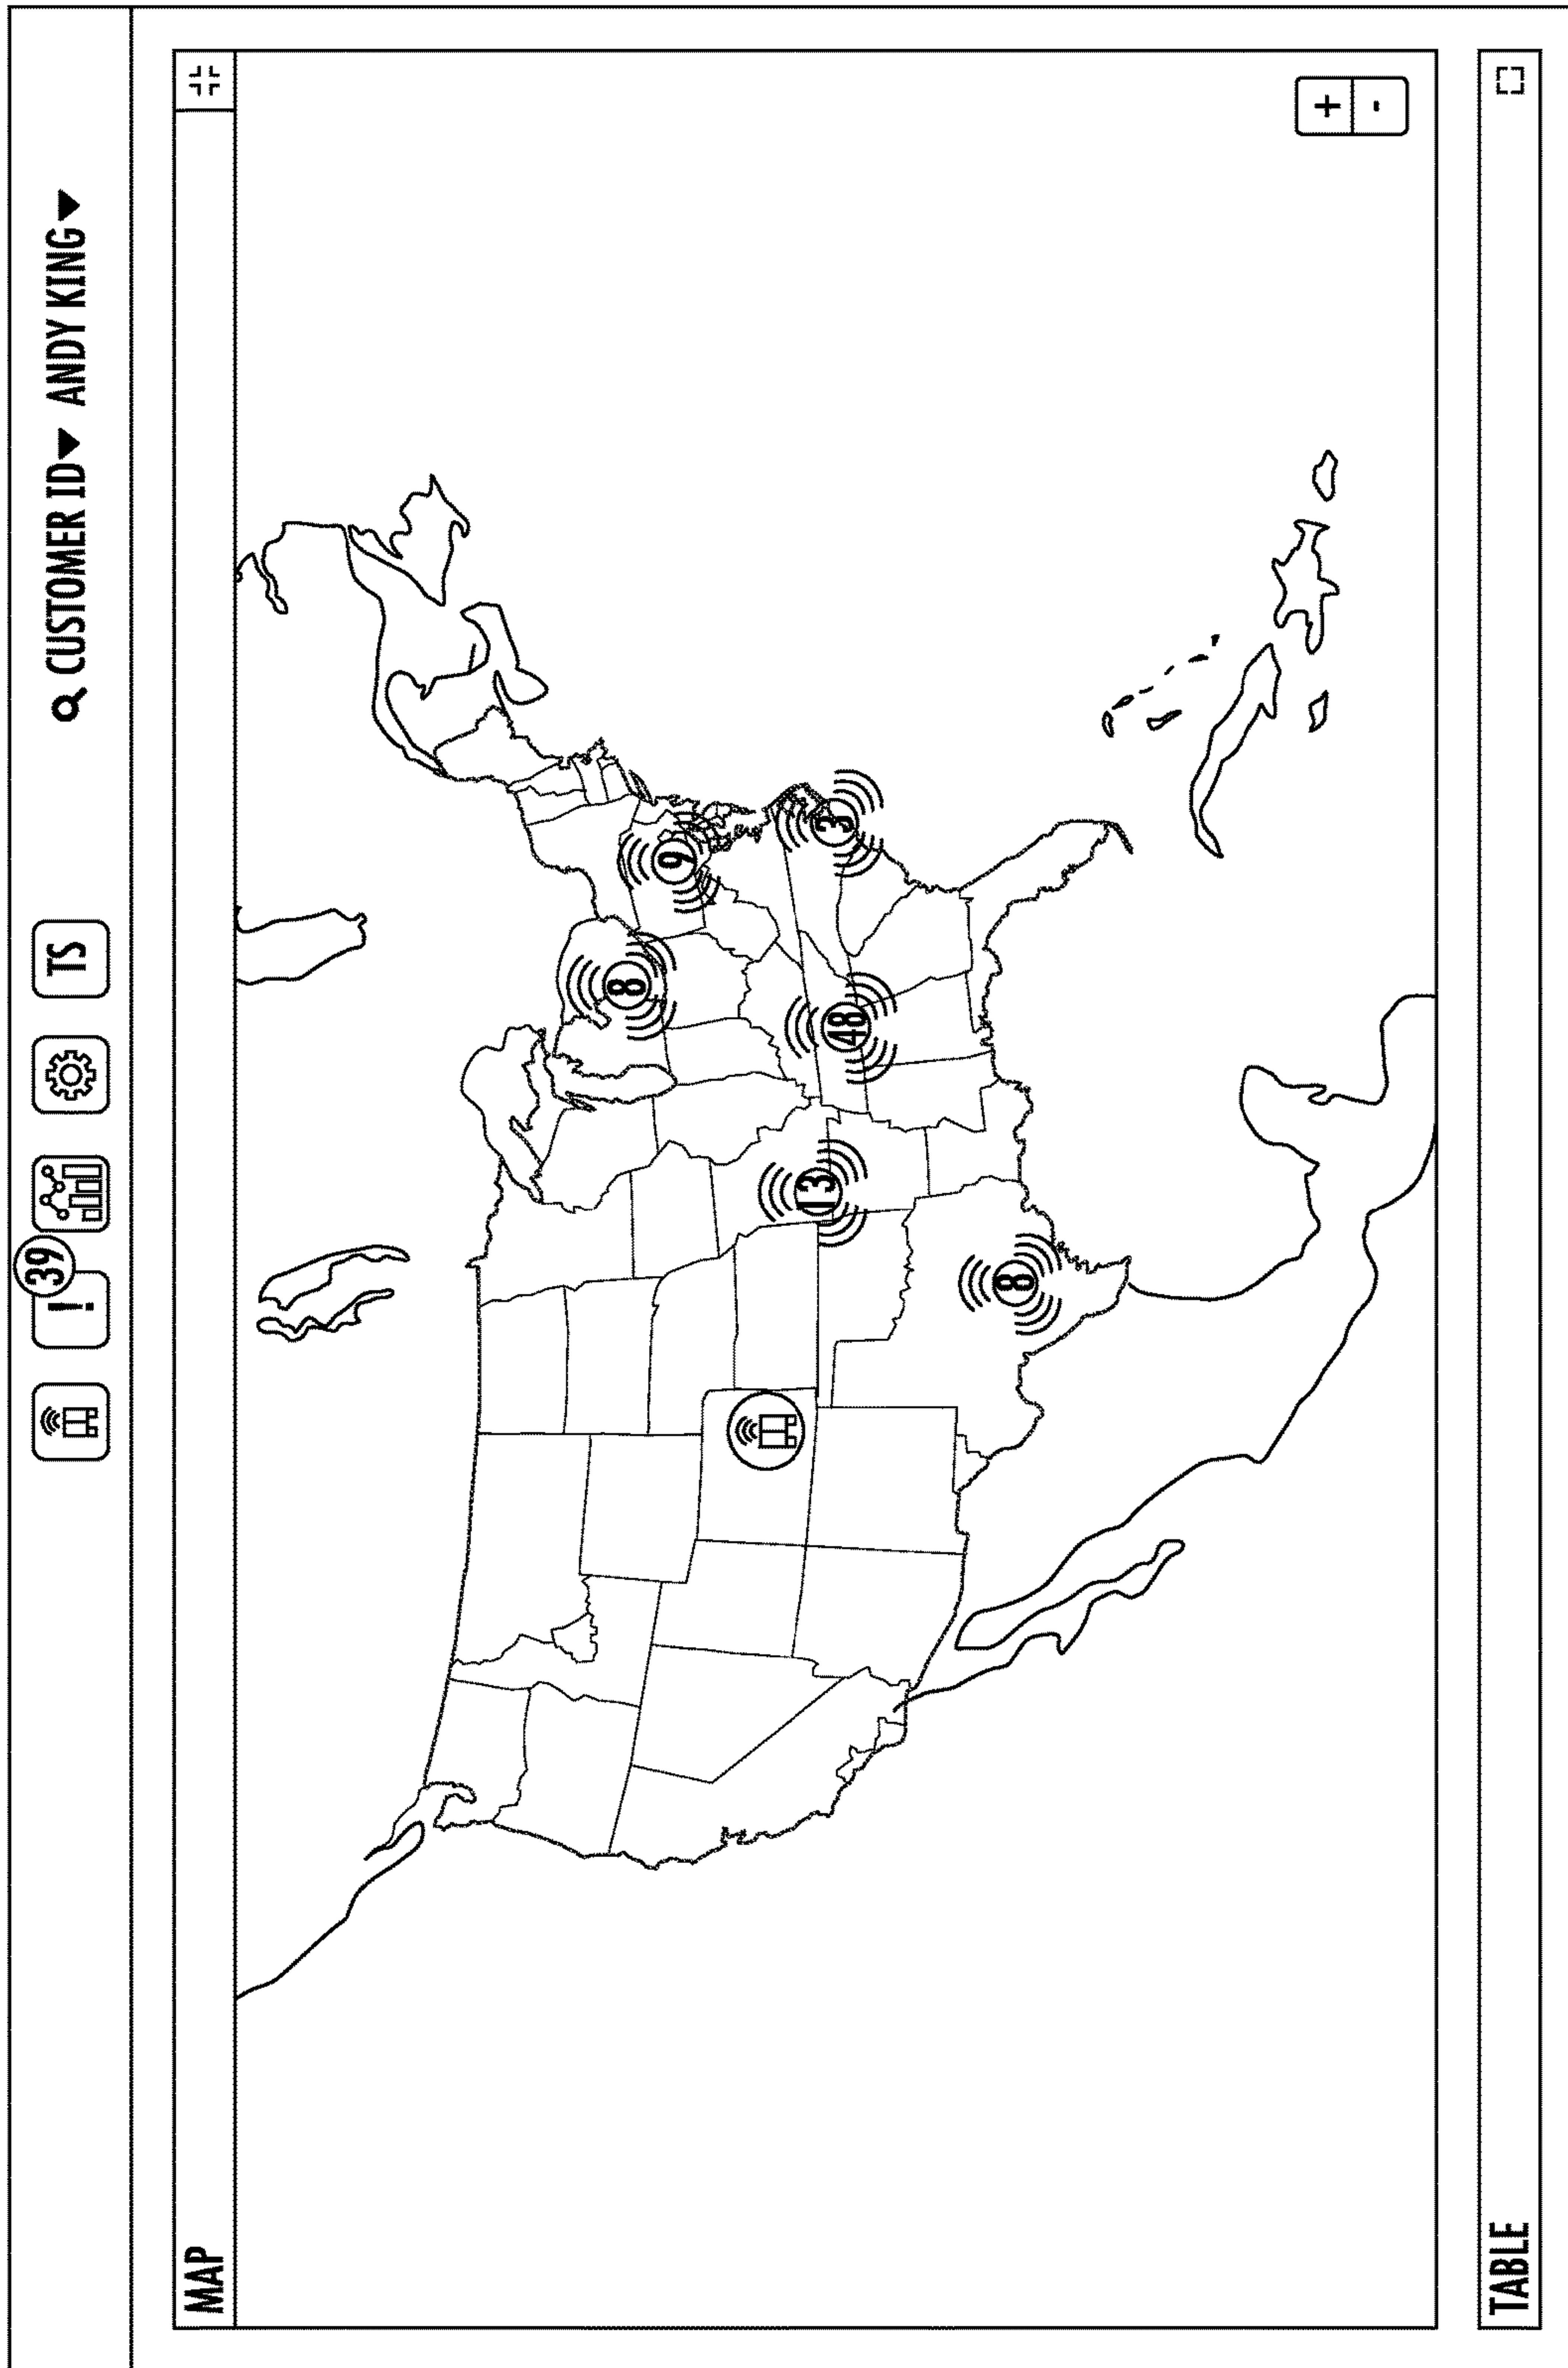 ! 39 TS CUSTOMER ID ANDY KING
MAP
8
9
13
48
3
8
+
-
TABLE